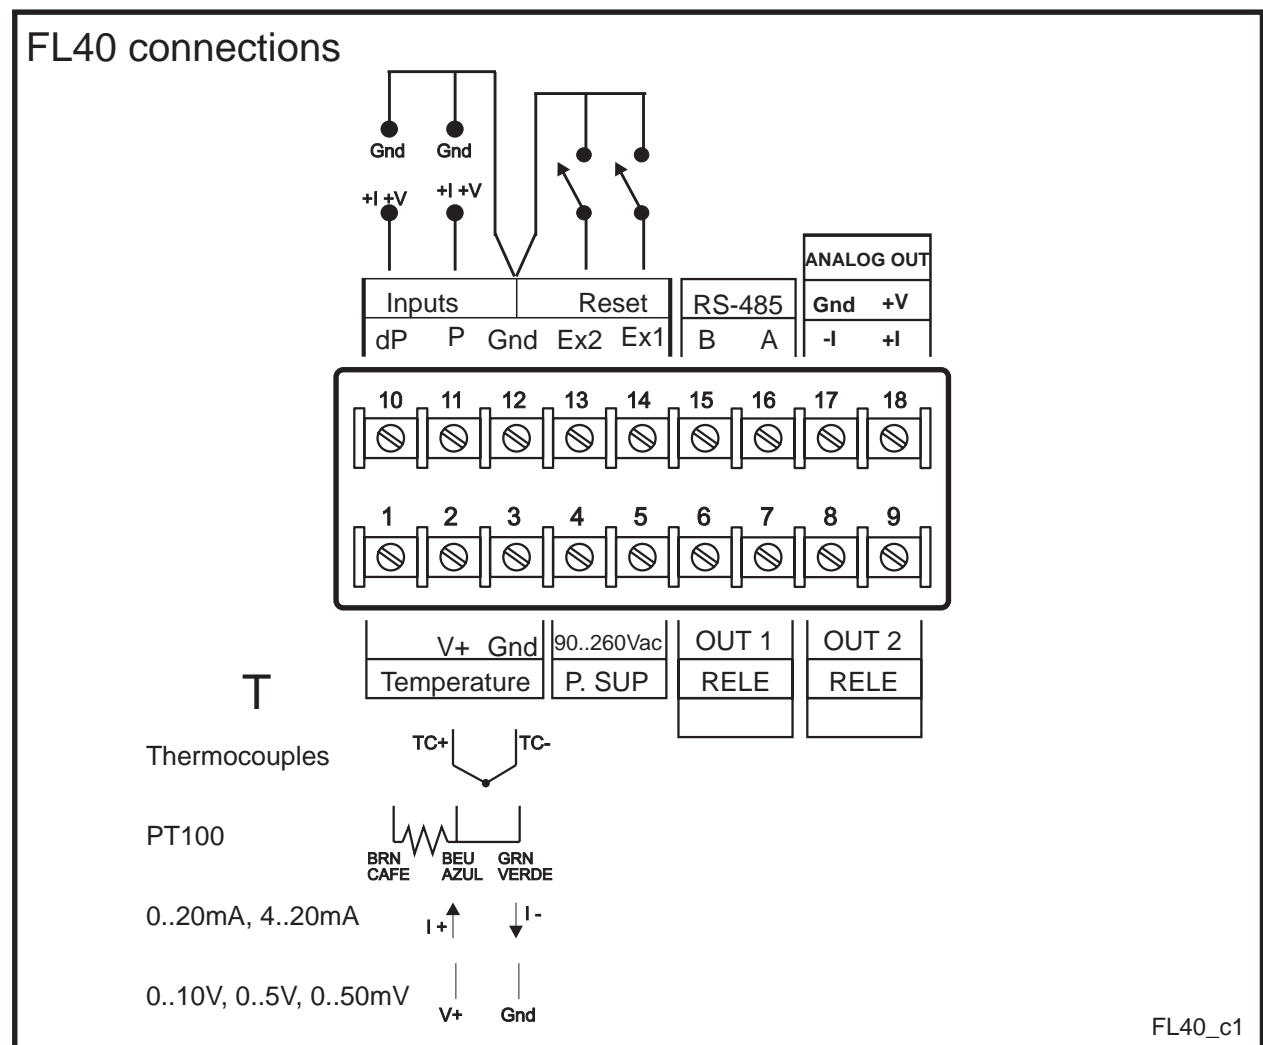 FL40 connections
Gnd Gnd
+I +V +I +V
ANALOG OUT
Inputs Reset RS-485 Gnd +V
dP P Gnd Ex2 Ex1 B A -I +I
10 11 12 13 14 15 16 17 18
1 2 3 4 5 6 7 8 9
V+ Gnd 90..260Vac OUT 1 OUT 2
Temperature P. SUP RELE RELE
T
Thermocouples TC+ TC-
PT100
BRN BEU GRN
CAFE AZUL VERDE
0..20mA, 4..20mA I + I -
0..10V, 0..5V, 0..50mV V+ Gnd
FL40_c1